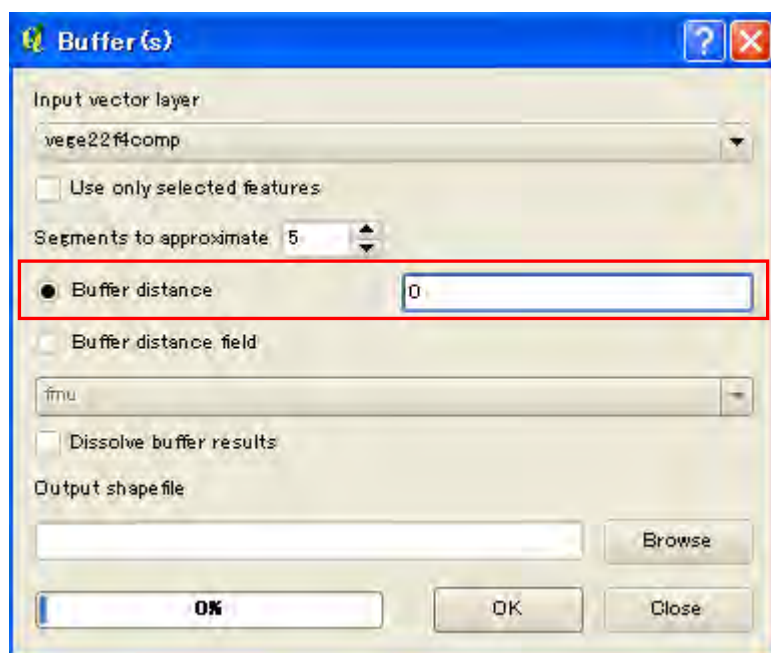 Buffer(s)
Input vector layer
vege22f4comp
Use only selected features
Segments to approximate 5
Buffer distance 0
Buffer distance field
fmu
Dissolve buffer results
Output shapefile
Browse
0% OK Close